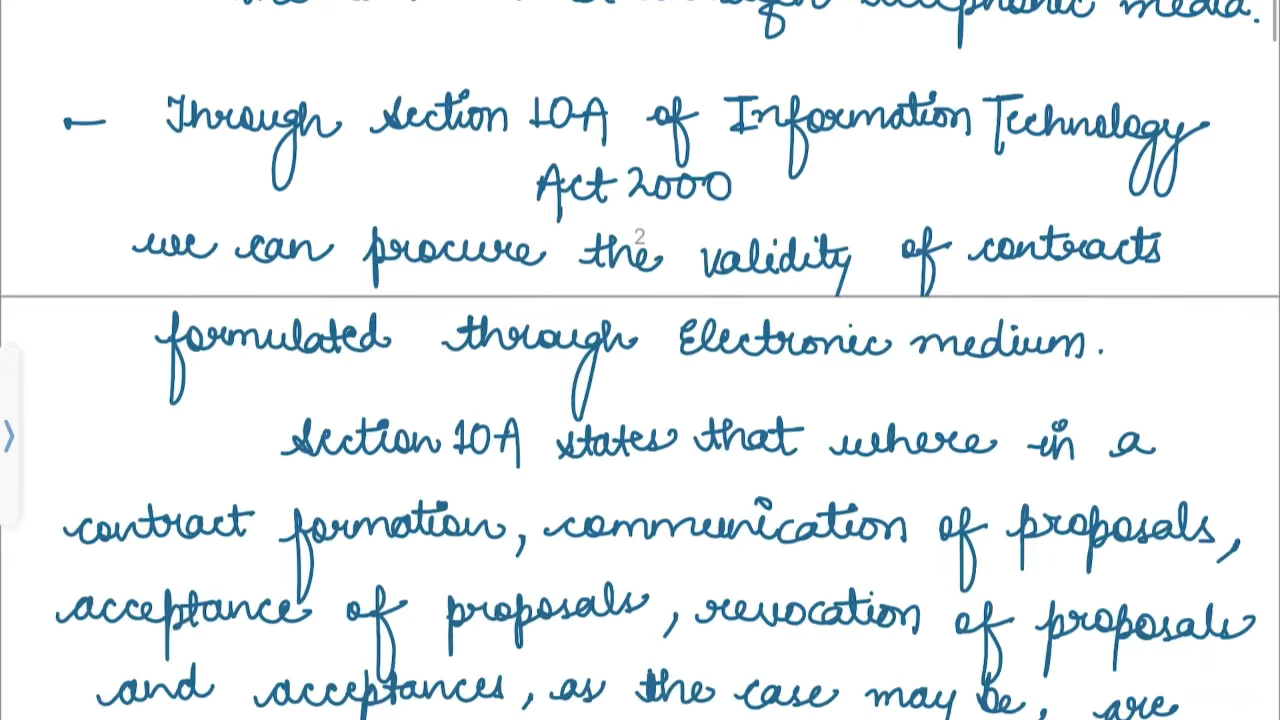 media.
- Through section 10A of Information Technology
Act 2000
2
we can procure the validity of contracts
formulated through Electronic medium.
section 10A states that where in a
contract formation, communication of proposals,
acceptance of proposals, revocation of proposals
and acceptances, as the case may be, are